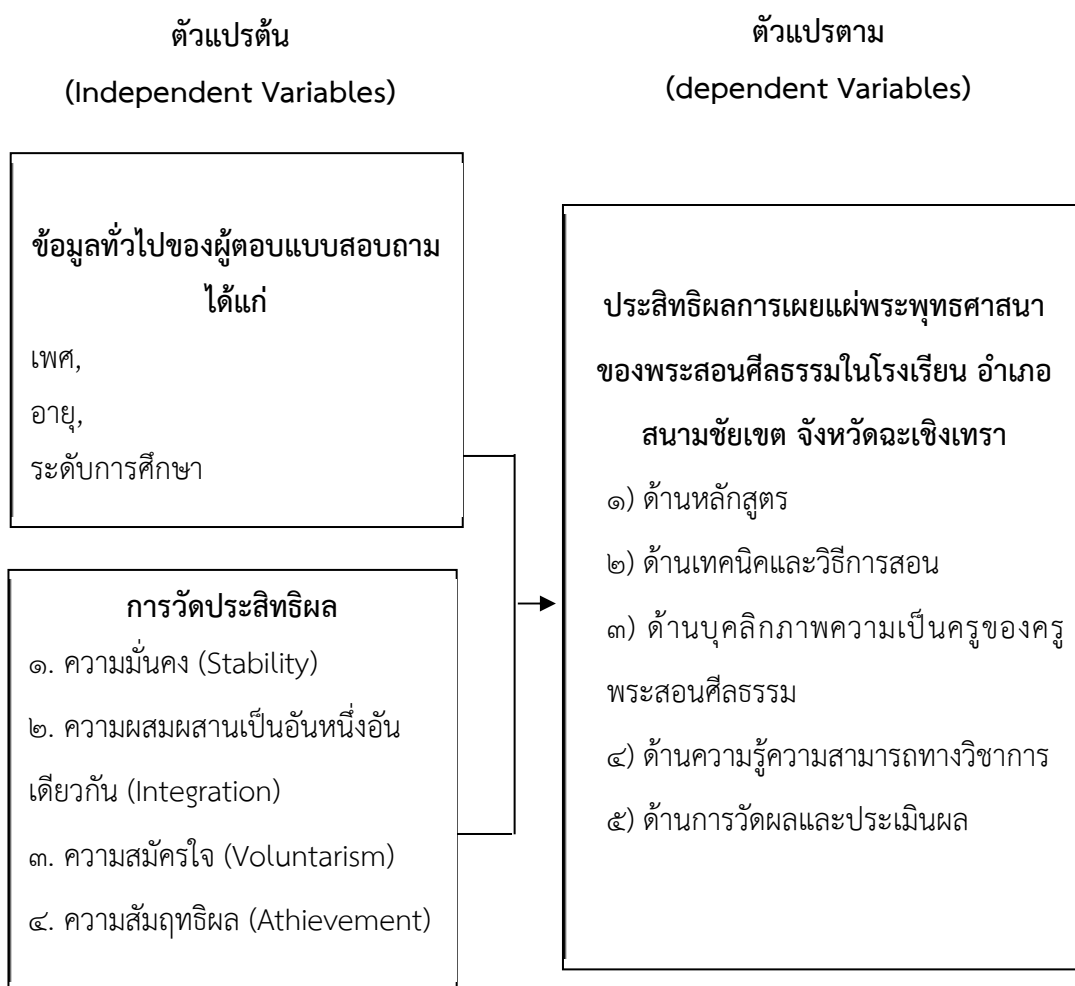 ตัวแปรต้น
(Independent Variables)
ข้อมูลทั่วไปของผู้ตอบแบบสอบถาม
ได้แก่
เพศ,
อายุ,
ระดับการศึกษา
การวัดประสิทธิผล
๑. ความมั่นคง (Stability)
๒. ความผสมผสานเป็นอันหนึ่งอัน
เดียวกัน (Integration)
๓. ความสมัครใจ (Voluntarism)
๔. ความสัมฤทธิผล (Athievement)
ตัวแปรตาม
(dependent Variables)
ประสิทธิผลการเผยแผ่พระพุทธศาสนา
ของพระสอนศีลธรรมในโรงเรียน อำเภอ
สนามชัยเขต จังหวัดฉะเชิงเทรา
๑) ด้านหลักสูตร
๒) ด้านเทคนิคและวิธีการสอน
๓) ด้านบุคลิกภาพความเป็นครูของครู
พระสอนศีลธรรม
๔) ด้านความรู้ความสามารถทางวิชาการ
๕) ด้านการวัดผลและประเมินผล